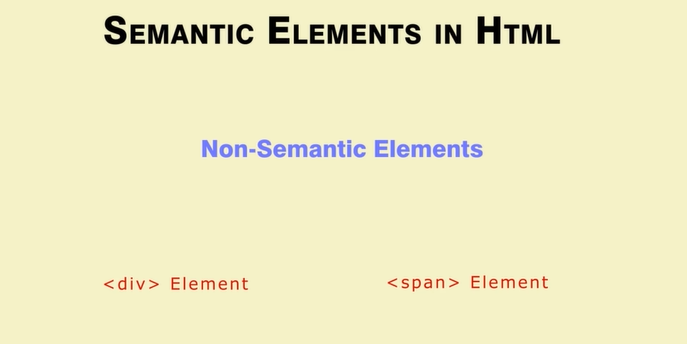 Semantic Elements in Html
Non-Semantic Elements
<div> Element
<span> Element